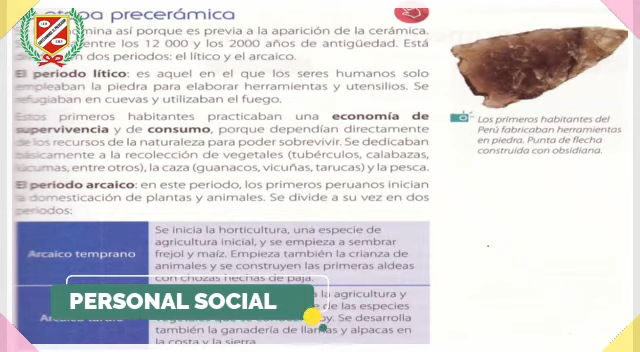 etapa precerámica
mina así porque es previa a la aparición de la cerámica.
entre los 12 000 y los 2000 años de antigüedad. Está
en dos periodos: el lítico y el arcaico.
El periodo lítico: es aquel en el que los seres humanos solo
empleaban la piedra para elaborar herramientas y utensilios. Se
refugiaban en cuevas y utilizaban el fuego.
Estos primeros habitantes practicaban una economía de
supervivencia y de consumo, porque dependían directamente
de los recursos de la naturaleza para poder sobrevivir. Se dedicaban
básicamente a la recolección de vegetales (tubérculos, calabazas,
lúcumas, entre otros), la caza (guanacos, vicuñas, tarucas) y la pesca.
El periodo arcaico: en este periodo, los primeros peruanos inician
la domesticación de plantas y animales. Se divide a su vez en dos
periodos:
Arcaico temprano
Se inicia la horticultura, una especie de
agricultura inicial, y se empieza a sembrar
frejol y maíz. Empieza también la crianza de
animales y se construyen las primeras aldeas
con chozas hechas de paja.
la agricultura y
de las especies
Se desarrolla
también la ganadería de llamas y alpacas en
la costa y la sierra.
Los primeros habitantes del
Perú fabricaban herramientas
en piedra. Punta de flecha
construida con obsidiana.
PERSONAL SOCIAL